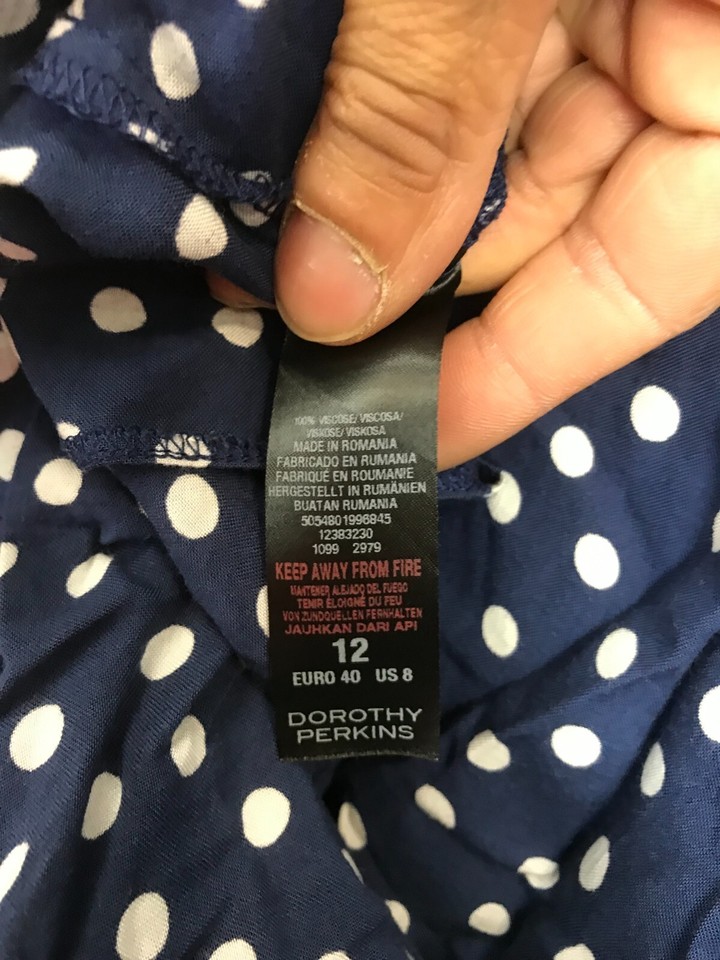 100% VISCOSE/ VISCOSA/
VISKOSE/ VISKOSA
MADE IN ROMANIA
FABRICADO EN RUMANIA
FABRIQUÉ EN ROUMANIE
HERGESTELLT IN RUMÄNIEN
BUATAN RUMANIA
5054801996845
12383230
1099 2979
KEEP AWAY FROM FIRE
MANTENER ALEJADO DEL FUEGO
TENIR ÉLOIGNÉ DU FEU
VON ZUNDQUELLEN FERNHALTEN
JAUHKAN DARI API
12
EURO 40 US 8
DOROTHY
PERKINS